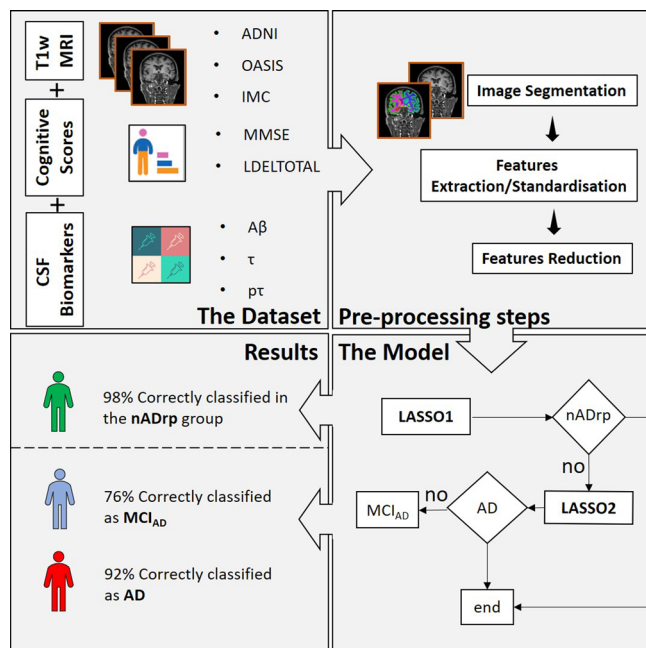 T1w
MRI
+
Cognitive
Scores
+
CSF
Biomarkers
• ADNI
• OASIS
• IMC
• MMSE
• LDELTOTAL
• Aβ
• τ
• pτ
The Dataset
Image Segmentation
Features
Extraction/Standardisation
Features Reduction
Pre-processing steps
Results
98% Correctly classified in
the nADrp group
76% Correctly classified
as MCI_AD
92% Correctly classified
as AD
The Model
LASSO1
nADrp
no
LASSO2
AD
no
MCI_AD
end